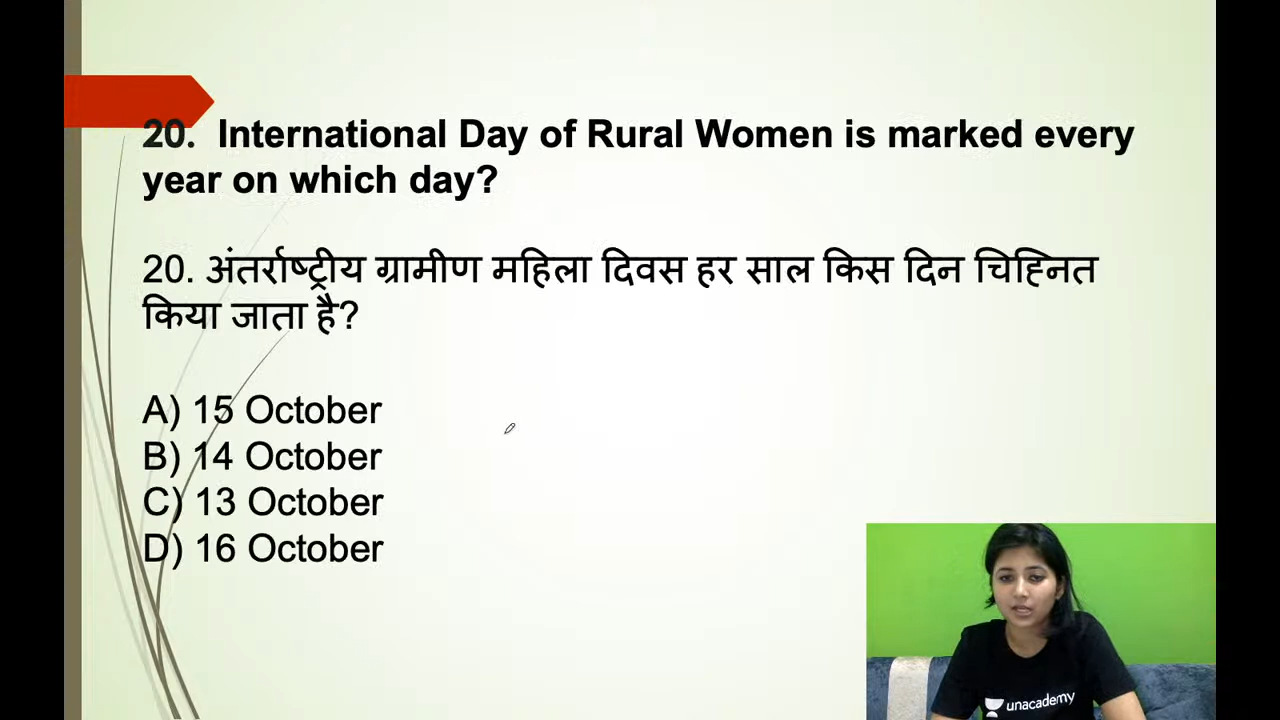 20. International Day of Rural Women is marked every
year on which day?
20. अंतर्राष्ट्रीय ग्रामीण महिला दिवस हर साल किस दिन चिह्नित
किया जाता है?
A) 15 October
B) 14 October
C) 13 October
D) 16 October
unacademy